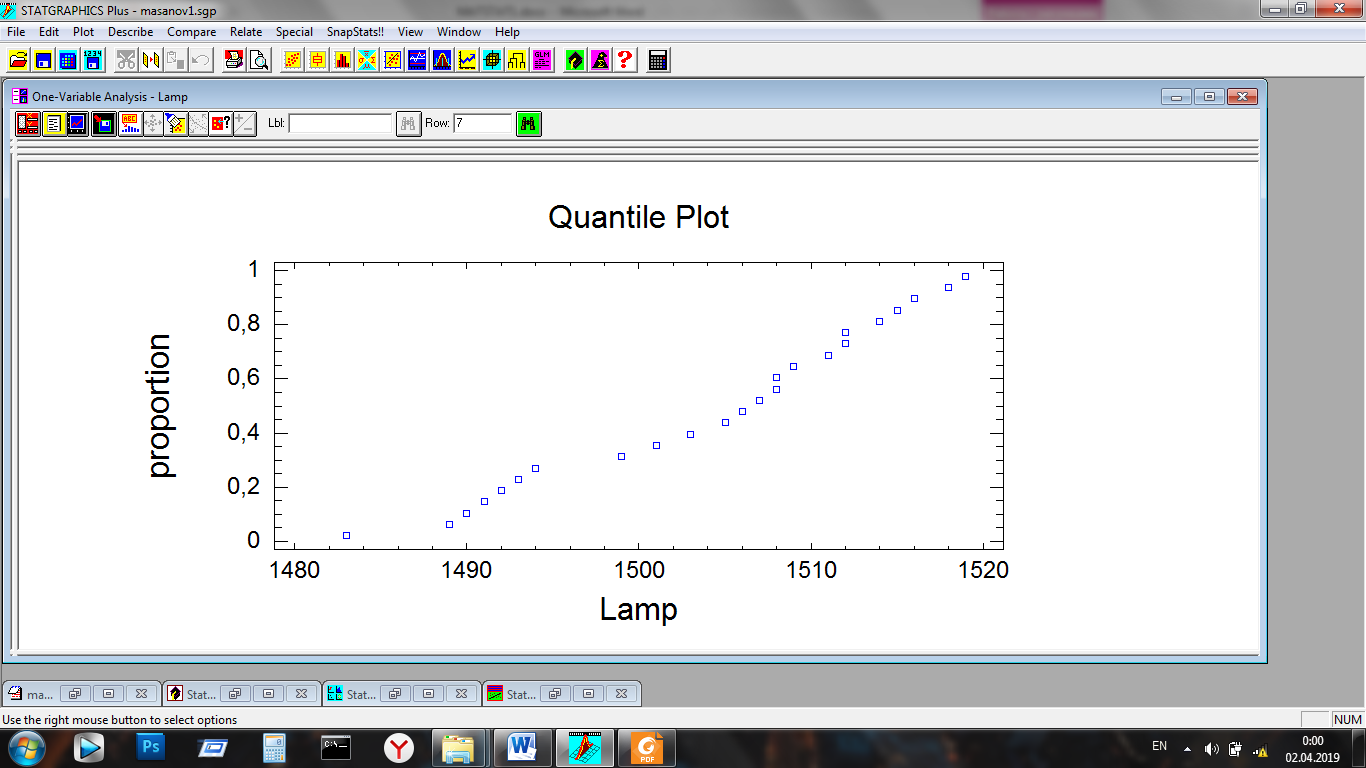 STATGRAPHICS Plus - masanov1.sgp
File Edit Plot Describe Compare Relate Special SnapStats!! View Window Help
One-Variable Analysis - Lamp
Lbl: Row: 7
Quantile Plot
proportion
1
0,8
0,6
0,4
0,2
0
1480 1490 1500 1510 1520
Lamp
ma... Stat... Stat... Stat...
Use the right mouse button to select options
NUM
EN
0:00
02.04.2019